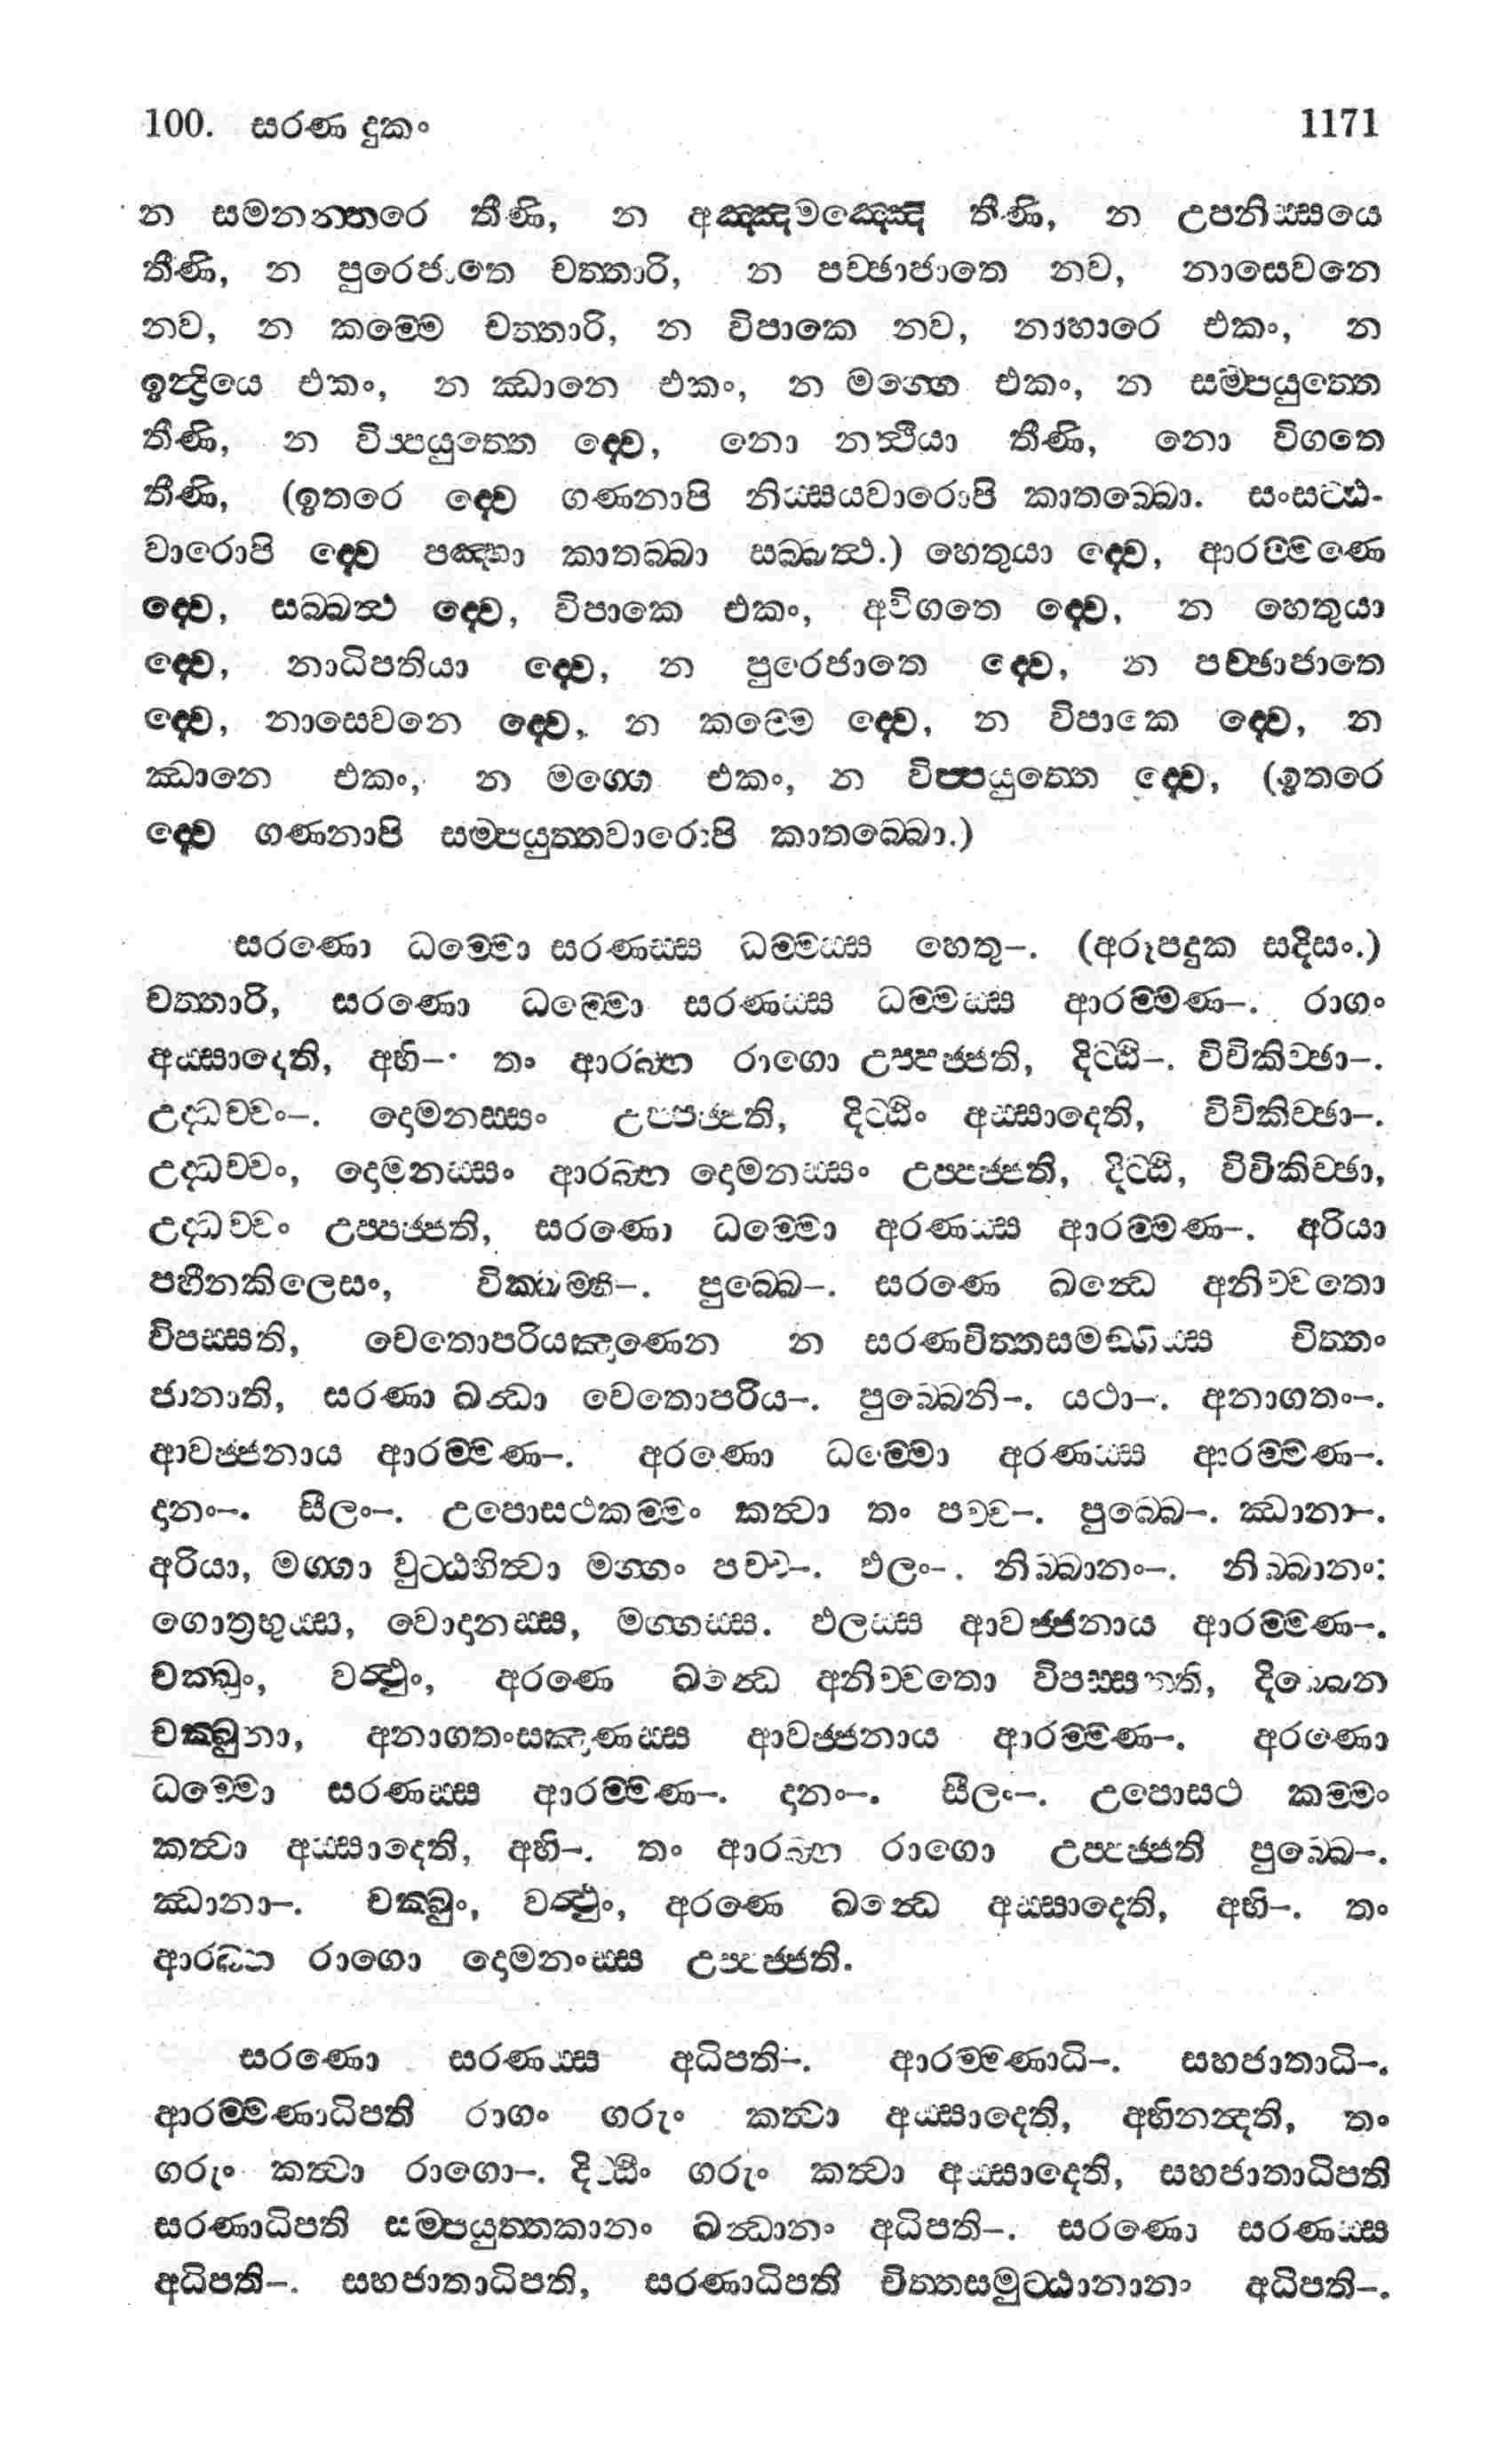 100. සරණ දුකං 1171
න සමනන්තරෙ තීණි, න අඤ්ඤමඤ්ඤෙ තීණි, න උපනිස්සයෙ
තීණි, න පුරෙජාතෙ චත්තාරි, න පච්ඡාජාතෙ නව, නාසෙවනෙ
නව, න කම්මෙ චත්තාරි, න විපාකෙ නව, නාහාරෙ එකං, න
ඉන්ද්‍රියෙ එකං, න ඣානෙ එකං, න මග්ගෙ එකං, න සම්පයුත්තෙ
තීණි, න විප්පයුත්තෙ ද්වෙ, නො නත්ථියා තීණි, නො විගතෙ
තීණි, (ඉතරෙ ද්වෙ ගණනාපි නිස්සයවාරොපි කාතබ්බො. සංසට්ඨ-
වාරොපි ද්වෙ පඤ්හා කාතබ්බා සබ්බත්ථ.) හෙතුයා ද්වෙ, ආරම්මණෙ
ද්වෙ, සබ්බත්ථ ද්වෙ, විපාකෙ එකං, අවිගතෙ ද්වෙ, න හෙතුයා
ද්වෙ, නාධිපතියා ද්වෙ, න පුරෙජාතෙ ද්වෙ, න පච්ඡාජාතෙ
ද්වෙ, නාසෙවනෙ ද්වෙ, න කම්මෙ ද්වෙ, න විපාකෙ ද්වෙ, න
ඣානෙ එකං, න මග්ගෙ එකං, න විප්පයුත්තෙ ද්වෙ, (ඉතරෙ
ද්වෙ ගණනාපි සම්පයුත්තවාරොපි කාතබ්බො.)
සරණො ධම්මො සරණස්ස ධම්මස්ස හෙතු–. (අරූපදුක සදිසං.)
චත්තාරි, සරණො ධම්මො සරණස්ස ධම්මස්ස ආරම්මණ–. රාගං
අස්සාදෙති, අභි–. තං ආරබ්භ රාගො උප්පජ්ජති, දිට්ඨි–. විචිකිච්ඡා–.
උද්ධච්චං–. දොමනස්සං උප්පජ්ජති, දිට්ඨිං අස්සාදෙති, විචිකිච්ඡා–.
උද්ධච්චං, දොමනස්සං ආරබ්භ දොමනස්සං උප්පජ්ජති, දිට්ඨි, විචිකිච්ඡා,
උද්ධච්චං උප්පජ්ජති, සරණො ධම්මො අරණස්ස ආරම්මණ–. අරියා
පහීනකිලෙසං, වික්ඛම්භි–. පුබ්බෙ–. සරණෙ ඛන්ධෙ අනිච්චතො
විපස්සති, චෙතොපරියඤාණෙන න සරණචිත්තසමඞ්ගිස්ස චිත්තං
ජානාති, සරණා ඛන්ධා චෙතොපරිය–. පුබ්බෙනි–. යථා–. අනාගතං–.
ආවජ්ජනාය ආරම්මණ–. අරණො ධම්මො අරණස්ස ආරම්මණ–.
දානං–. සීලං–. උපොසථකම්මං කත්වා තං පච්ච–. පුබ්බෙ–. ඣානා–.
අරියා, මග්ගා වුට්ඨහිත්වා මග්ගං පච්ච–. ඵලං–. නිබ්බානං–. නිබ්බානං:
ගොත්‍රභුස්ස, වොදානස්ස, මග්ගස්ස. ඵලස්ස ආවජ්ජනාය ආරම්මණ–.
චක්ඛුං, වත්ථුං, අරණෙ ඛන්ධෙ අනිච්චතො විපස්සනති, දිබ්බෙන
චක්ඛුනා, අනාගතංසඤාණස්ස ආවජ්ජනාය ආරම්මණ–. අරණො
ධම්මො සරණස්ස ආරම්මණ–. දානං–. සීලං–. උපොසථ කම්මං
කත්වා අස්සාදෙති, අභි–. තං ආරබ්භ රාගො උප්පජ්ජති පුබ්බෙ–.
ඣානා–. චක්ඛුං, වත්ථුං, අරණෙ ඛන්ධෙ අස්සාදෙති, අභි–. තං
ආරබ්භ රාගො දොමනංස්ස උප්පජ්ජති.
සරණො සරණස්ස අධිපති–. ආරම්මණාධි–. සහජාතාධි–.
ආරම්මණාධිපති රාගං ගරුං කත්වා අස්සාදෙති, අභිනන්දති, තං
ගරුං කත්වා රාගො–. දිට්ඨිං ගරුං කත්වා අස්සාදෙති, සහජාතාධිපති
සරණාධිපති සම්පයුත්තකානං ඛන්ධානං අධිපති–. සරණො සරණස්ස
අධිපති–. සහජාතාධිපති, සරණාධිපති චිත්තසමුට්ඨානානං අධිපති–.